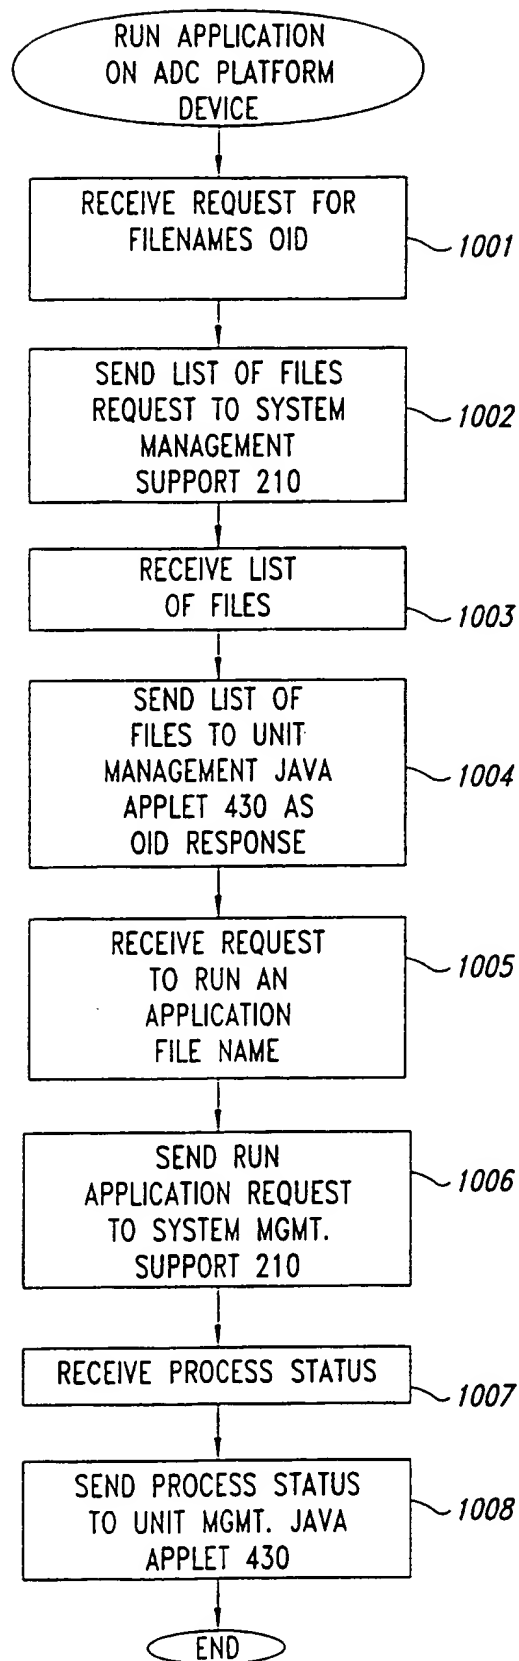 RUN APPLICATION
ON ADC PLATFORM
DEVICE
RECEIVE REQUEST FOR
FILENAMES OID
1001
SEND LIST OF FILES
REQUEST TO SYSTEM
MANAGEMENT
SUPPORT 210
1002
RECEIVE LIST
OF FILES
1003
SEND LIST OF
FILES TO UNIT
MANAGEMENT JAVA
APPLET 430 AS
OID RESPONSE
1004
RECEIVE REQUEST
TO RUN AN
APPLICATION
FILE NAME
1005
SEND RUN
APPLICATION REQUEST
TO SYSTEM MGMT.
SUPPORT 210
1006
RECEIVE PROCESS STATUS
1007
SEND PROCESS STATUS
TO UNIT MGMT. JAVA
APPLET 430
1008
END